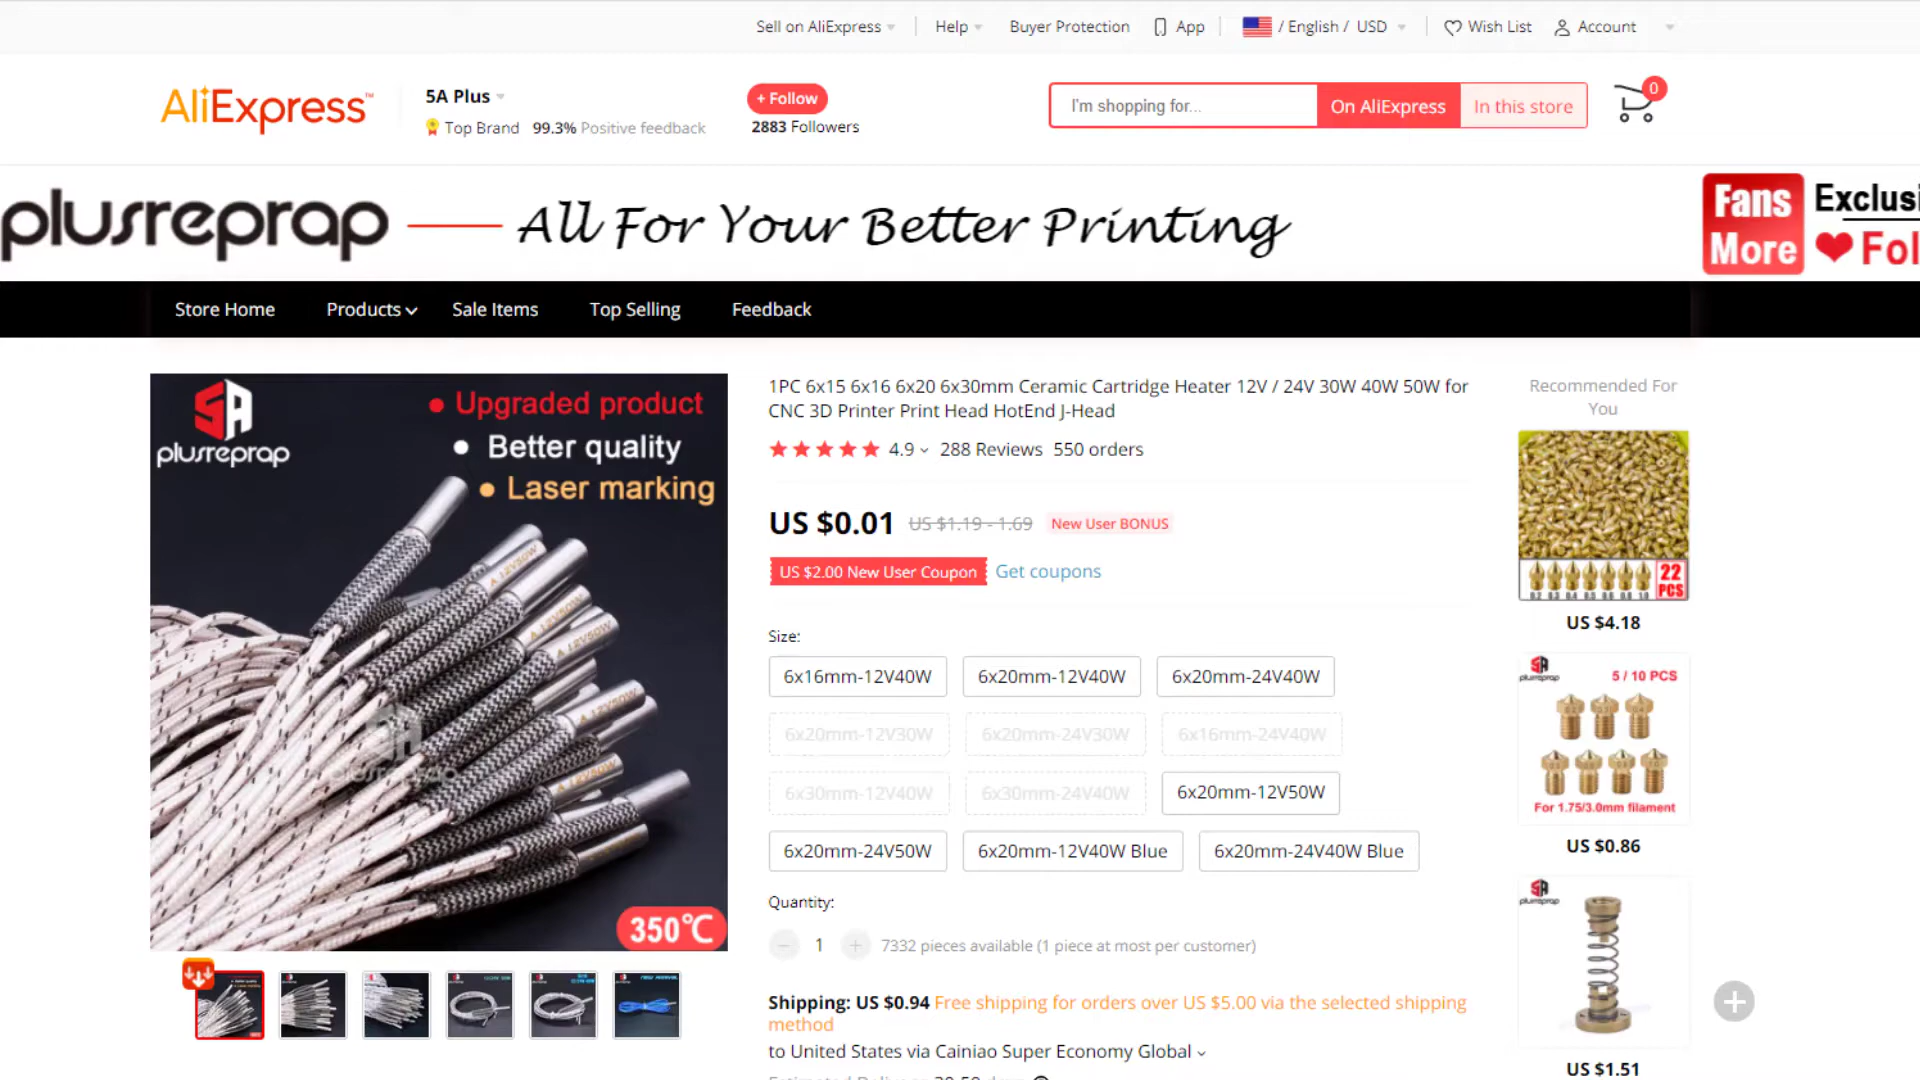 Sell on AliExpress
Help
Buyer Protection
App
/ English / USD
Wish List
Account
AliExpress™
5A Plus
Top Brand 99.3% Positive feedback
+ Follow
2883 Followers
I'm shopping for...
On AliExpress
In this store
0
plusreprap
All For Your Better Printing
Fans
More
Exclusi
Fol
Store Home
Products
Sale Items
Top Selling
Feedback
plusreprap
Upgraded product
Better quality
Laser marking
12V50W
12V50W
12V50W
12V50W
12V50W
plusreprap
350℃
1PC 6x15 6x16 6x20 6x30mm Ceramic Cartridge Heater 12V / 24V 30W 40W 50W for
CNC 3D Printer Print Head HotEnd J-Head
4.9 288 Reviews 550 orders
US $0.01 US $1.19 - 1.69 New User BONUS
US $2.00 New User Coupon Get coupons
Size:
6x16mm-12V40W
6x20mm-12V40W
6x20mm-24V40W
6x20mm-12V30W
6x20mm-24V30W
6x16mm-24V40W
6x30mm-12V40W
6x30mm-24V40W
6x20mm-12V50W
6x20mm-24V50W
6x20mm-12V40W Blue
6x20mm-24V40W Blue
Quantity:
− 1 + 7332 pieces available (1 piece at most per customer)
Shipping: US $0.94 Free shipping for orders over US $5.00 via the selected shipping
method
to United States via Cainiao Super Economy Global
Recommended For
You
22
PCS
US $4.18
plusreprap
5 / 10 PCS
For 1.75/3.0mm filament
US $0.86
plusreprap
US $1.51